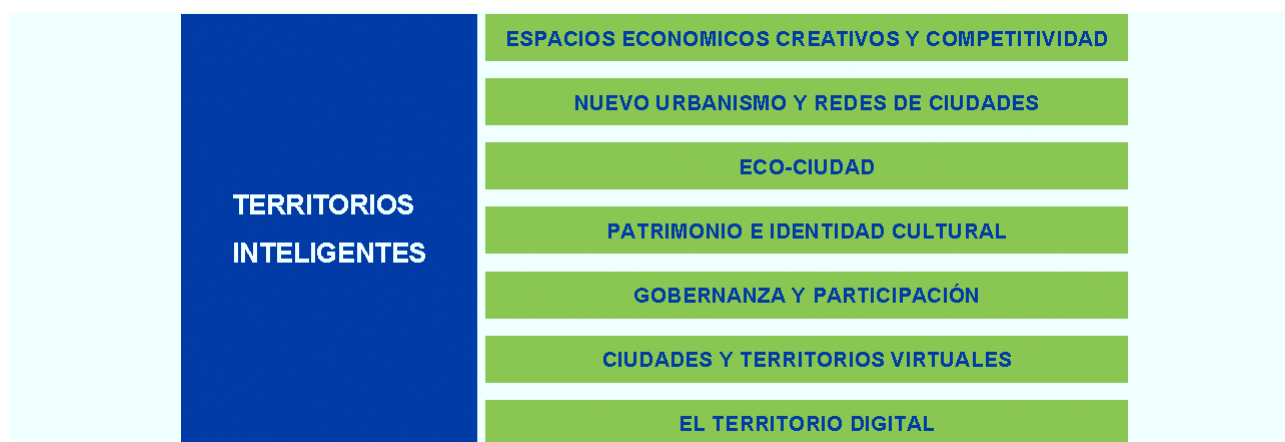 TERRITORIOS
INTELIGENTES
ESPACIOS ECONOMICOS CREATIVOS Y COMPETITIVIDAD
NUEVO URBANISMO Y REDES DE CIUDADES
ECO-CIUDAD
PATRIMONIO E IDENTIDAD CULTURAL
GOBERNANZA Y PARTICIPACIÓN
CIUDADES Y TERRITORIOS VIRTUALES
EL TERRITORIO DIGITAL